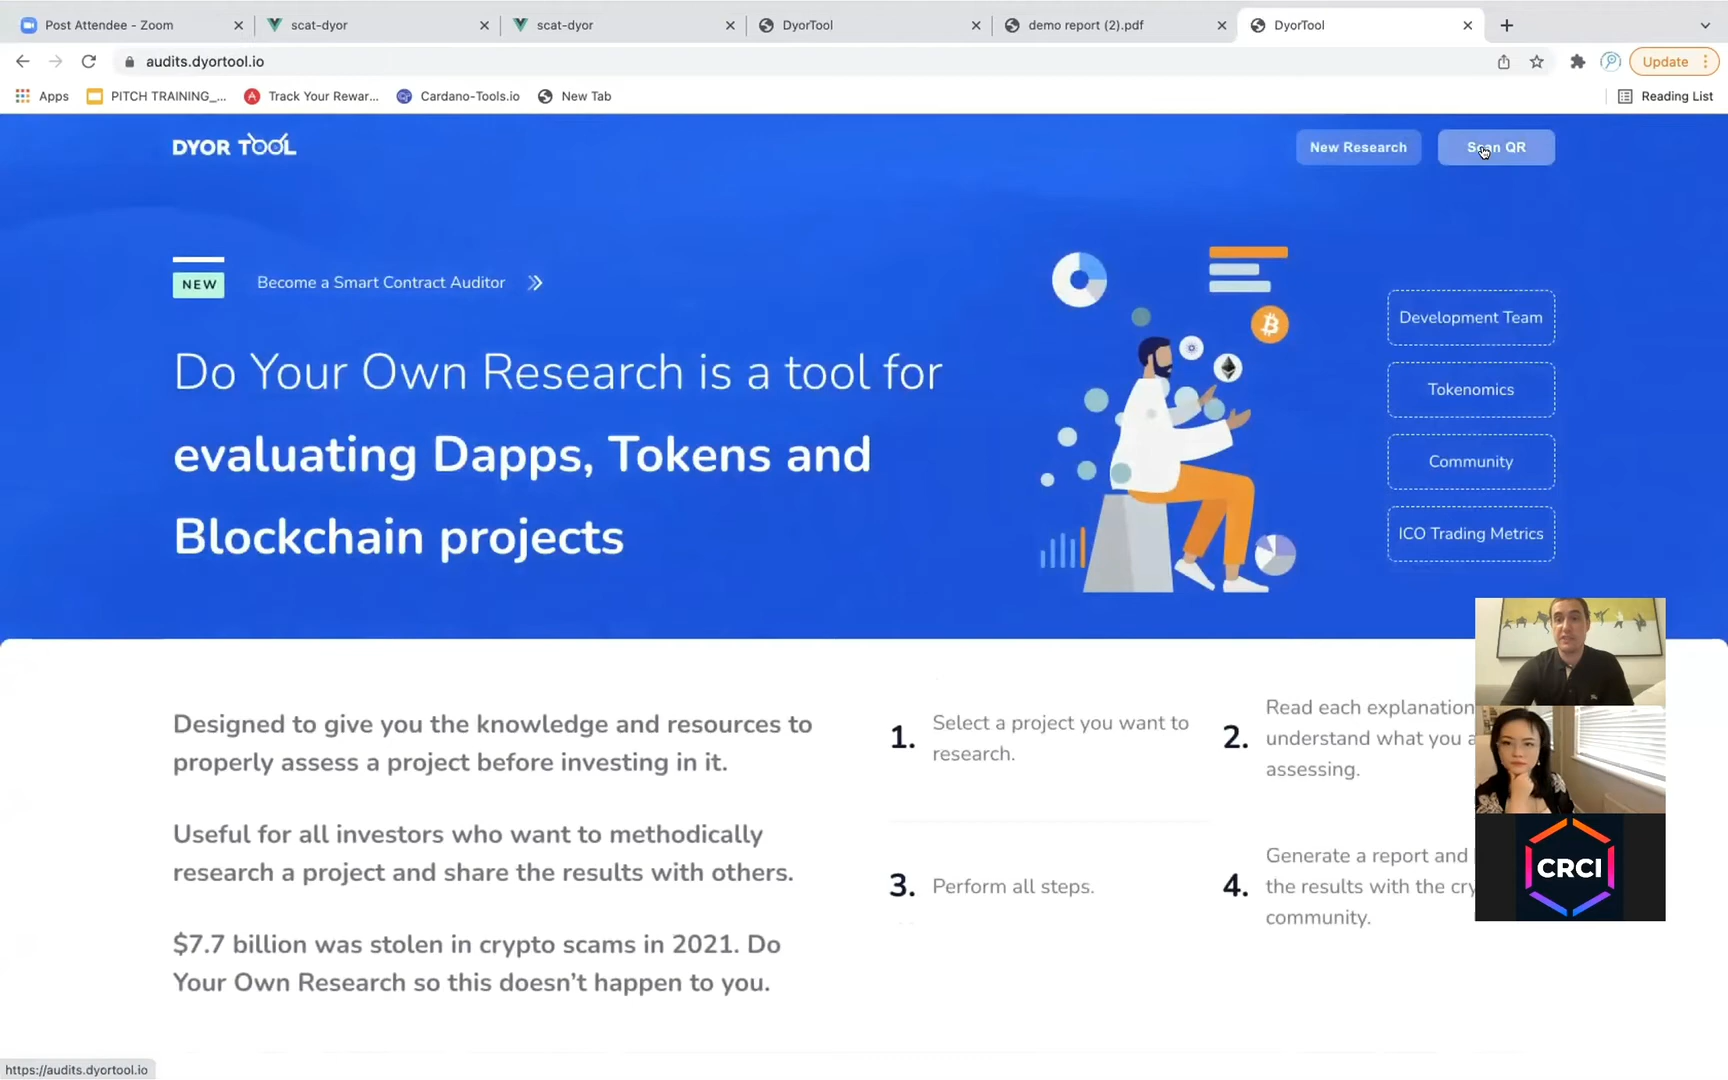 Post Attendee - Zoom
scat-dyor
scat-dyor
DyorTool
demo report (2).pdf
DyorTool
audits.dyortool.io
Update
Apps
PITCH TRAINING_...
Track Your Rewar...
Cardano-Tools.io
New Tab
Reading List
DYOR TOOL
New Research
Scan QR
NEW
Become a Smart Contract Auditor
Do Your Own Research is a tool for
evaluating Dapps, Tokens and
Blockchain projects
Development Team
Tokenomics
Community
ICO Trading Metrics
Designed to give you the knowledge and resources to
properly assess a project before investing in it.
Useful for all investors who want to methodically
research a project and share the results with others.
$7.7 billion was stolen in crypto scams in 2021. Do
Your Own Research so this doesn't happen to you.
1.
Select a project you want to
research.
2.
Read each explanation
understand what you a
assessing.
3.
Perform all steps.
4.
Generate a report and
the results with the cry
community.
CRCI
https://audits.dyortool.io